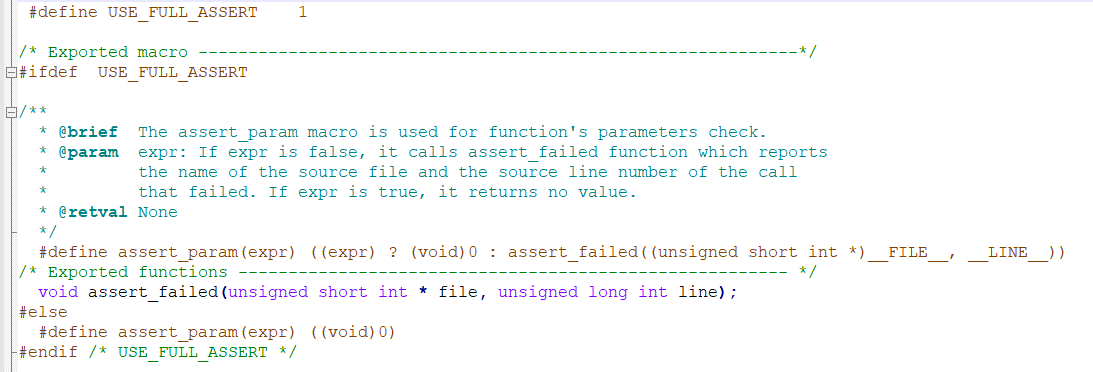 #define USE_FULL_ASSERT    1
/* Exported macro ------------------------------------------------------------*/
#ifdef  USE_FULL_ASSERT
/**
  * @brief  The assert_param macro is used for function's parameters check.
  * @param  expr: If expr is false, it calls assert_failed function which reports
  *         the name of the source file and the source line number of the call
  *         that failed. If expr is true, it returns no value.
  * @retval None
  */
  #define assert_param(expr) ((expr) ? (void)0 : assert_failed((unsigned short int *)__FILE__, __LINE__))
/* Exported functions ------------------------------------------------------- */
  void assert_failed(unsigned short int * file, unsigned long int line);
#else
  #define assert_param(expr) ((void)0)
#endif /* USE_FULL_ASSERT */